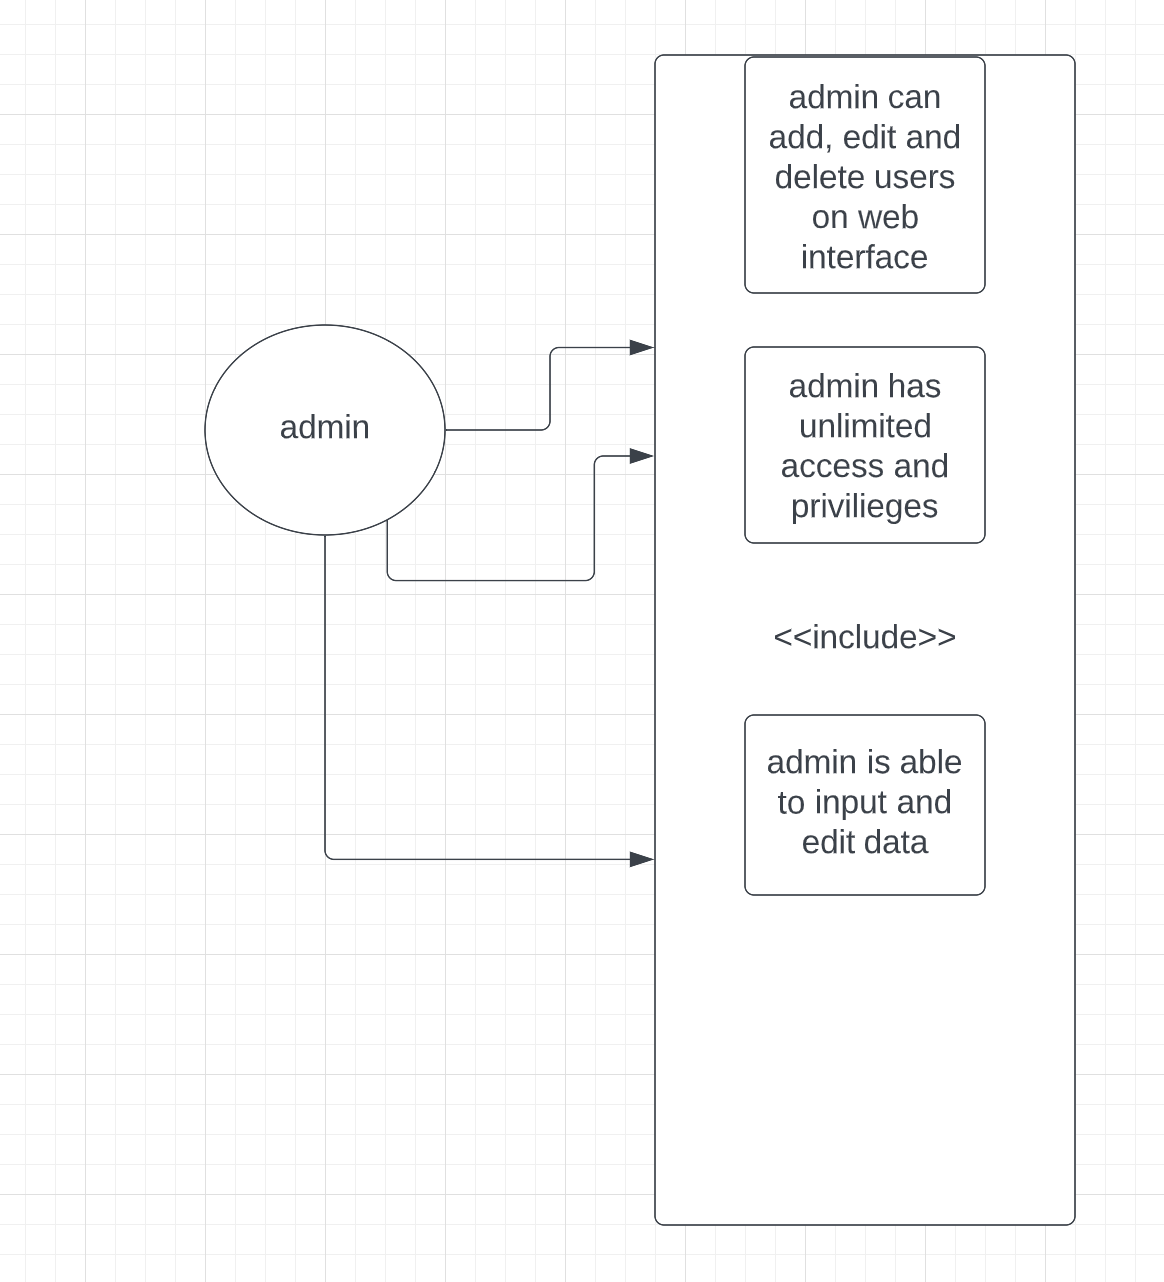 admin can
add, edit and
delete users
on web
interface
admin
admin has
unlimited
access and
privilieges
<<include>>
admin is able
to input and
edit data